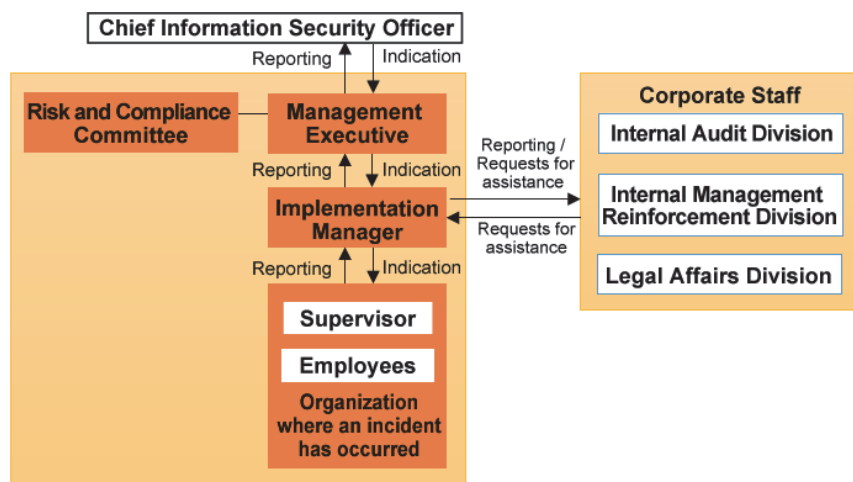 Chief Information Security Officer
Reporting
Indication
Risk and Compliance
Committee
Management
Executive
Reporting
Indication
Implementation
Manager
Reporting
Indication
Supervisor
Employees
Organization
where an incident
has occurred
Reporting /
Requests for
assistance
Requests for
assistance
Corporate Staff
Internal Audit Division
Internal Management
Reinforcement Division
Legal Affairs Division